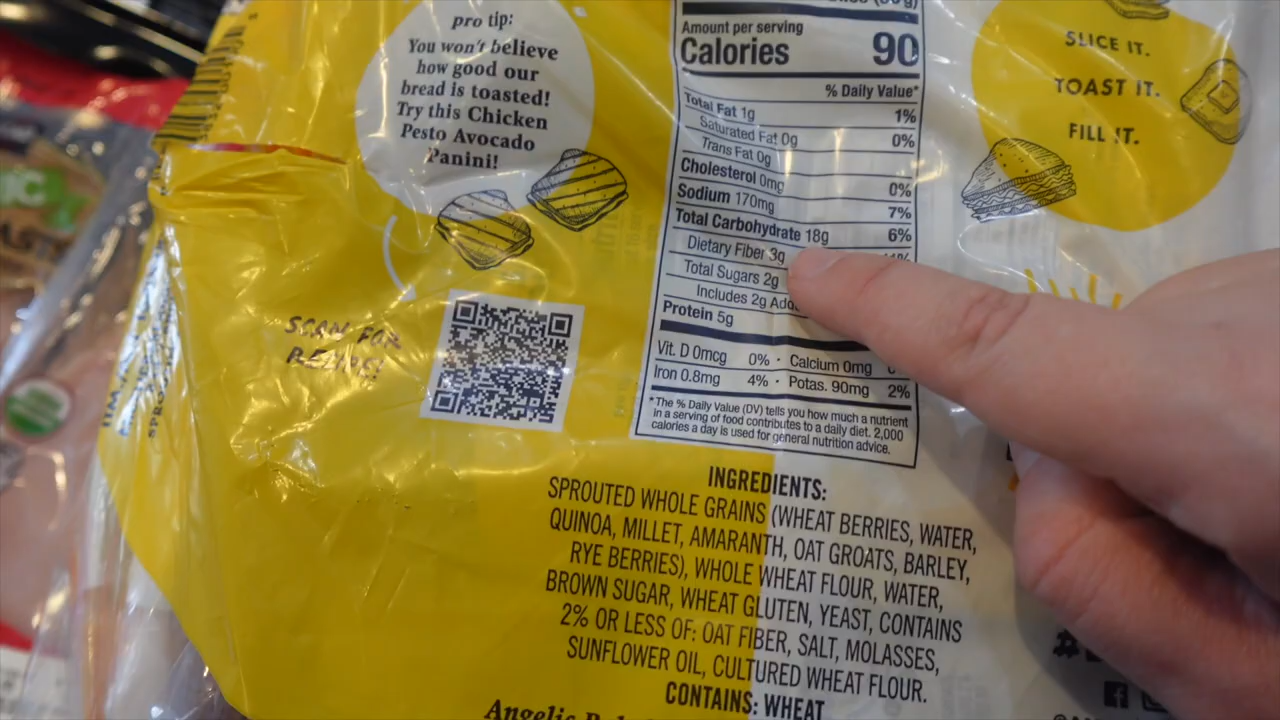 pro tip:
You won't believe
how good our
bread is toasted!
Try this Chicken
Pesto Avocado
Panini!
SCAN FOR
Amount per serving
Calories 90
% Daily Value*
Total Fat 1g 1%
Saturated Fat 0g 0%
Trans Fat 0g
Cholesterol 0mg 0%
Sodium 170mg 7%
Total Carbohydrate 18g 6%
Dietary Fiber 3g
Total Sugars 2g
Includes 2g
Protein 5g
Vit. D 0mcg 0% · Calcium 0mg
Iron 0.8mg 4% · Potas. 90mg 2%
*The % Daily Value (DV) tells you how much a nutrient
in a serving of food contributes to a daily diet. 2,000
calories a day is used for general nutrition advice.
INGREDIENTS:
SPROUTED WHOLE GRAINS (WHEAT BERRIES, WATER,
QUINOA, MILLET, AMARANTH, OAT GROATS, BARLEY,
RYE BERRIES), WHOLE WHEAT FLOUR, WATER,
BROWN SUGAR, WHEAT GLUTEN, YEAST, CONTAINS
2% OR LESS OF: OAT FIBER, SALT, MOLASSES,
SUNFLOWER OIL, CULTURED WHEAT FLOUR.
CONTAINS: WHEAT
SLICE IT.
TOAST IT.
FILL IT.